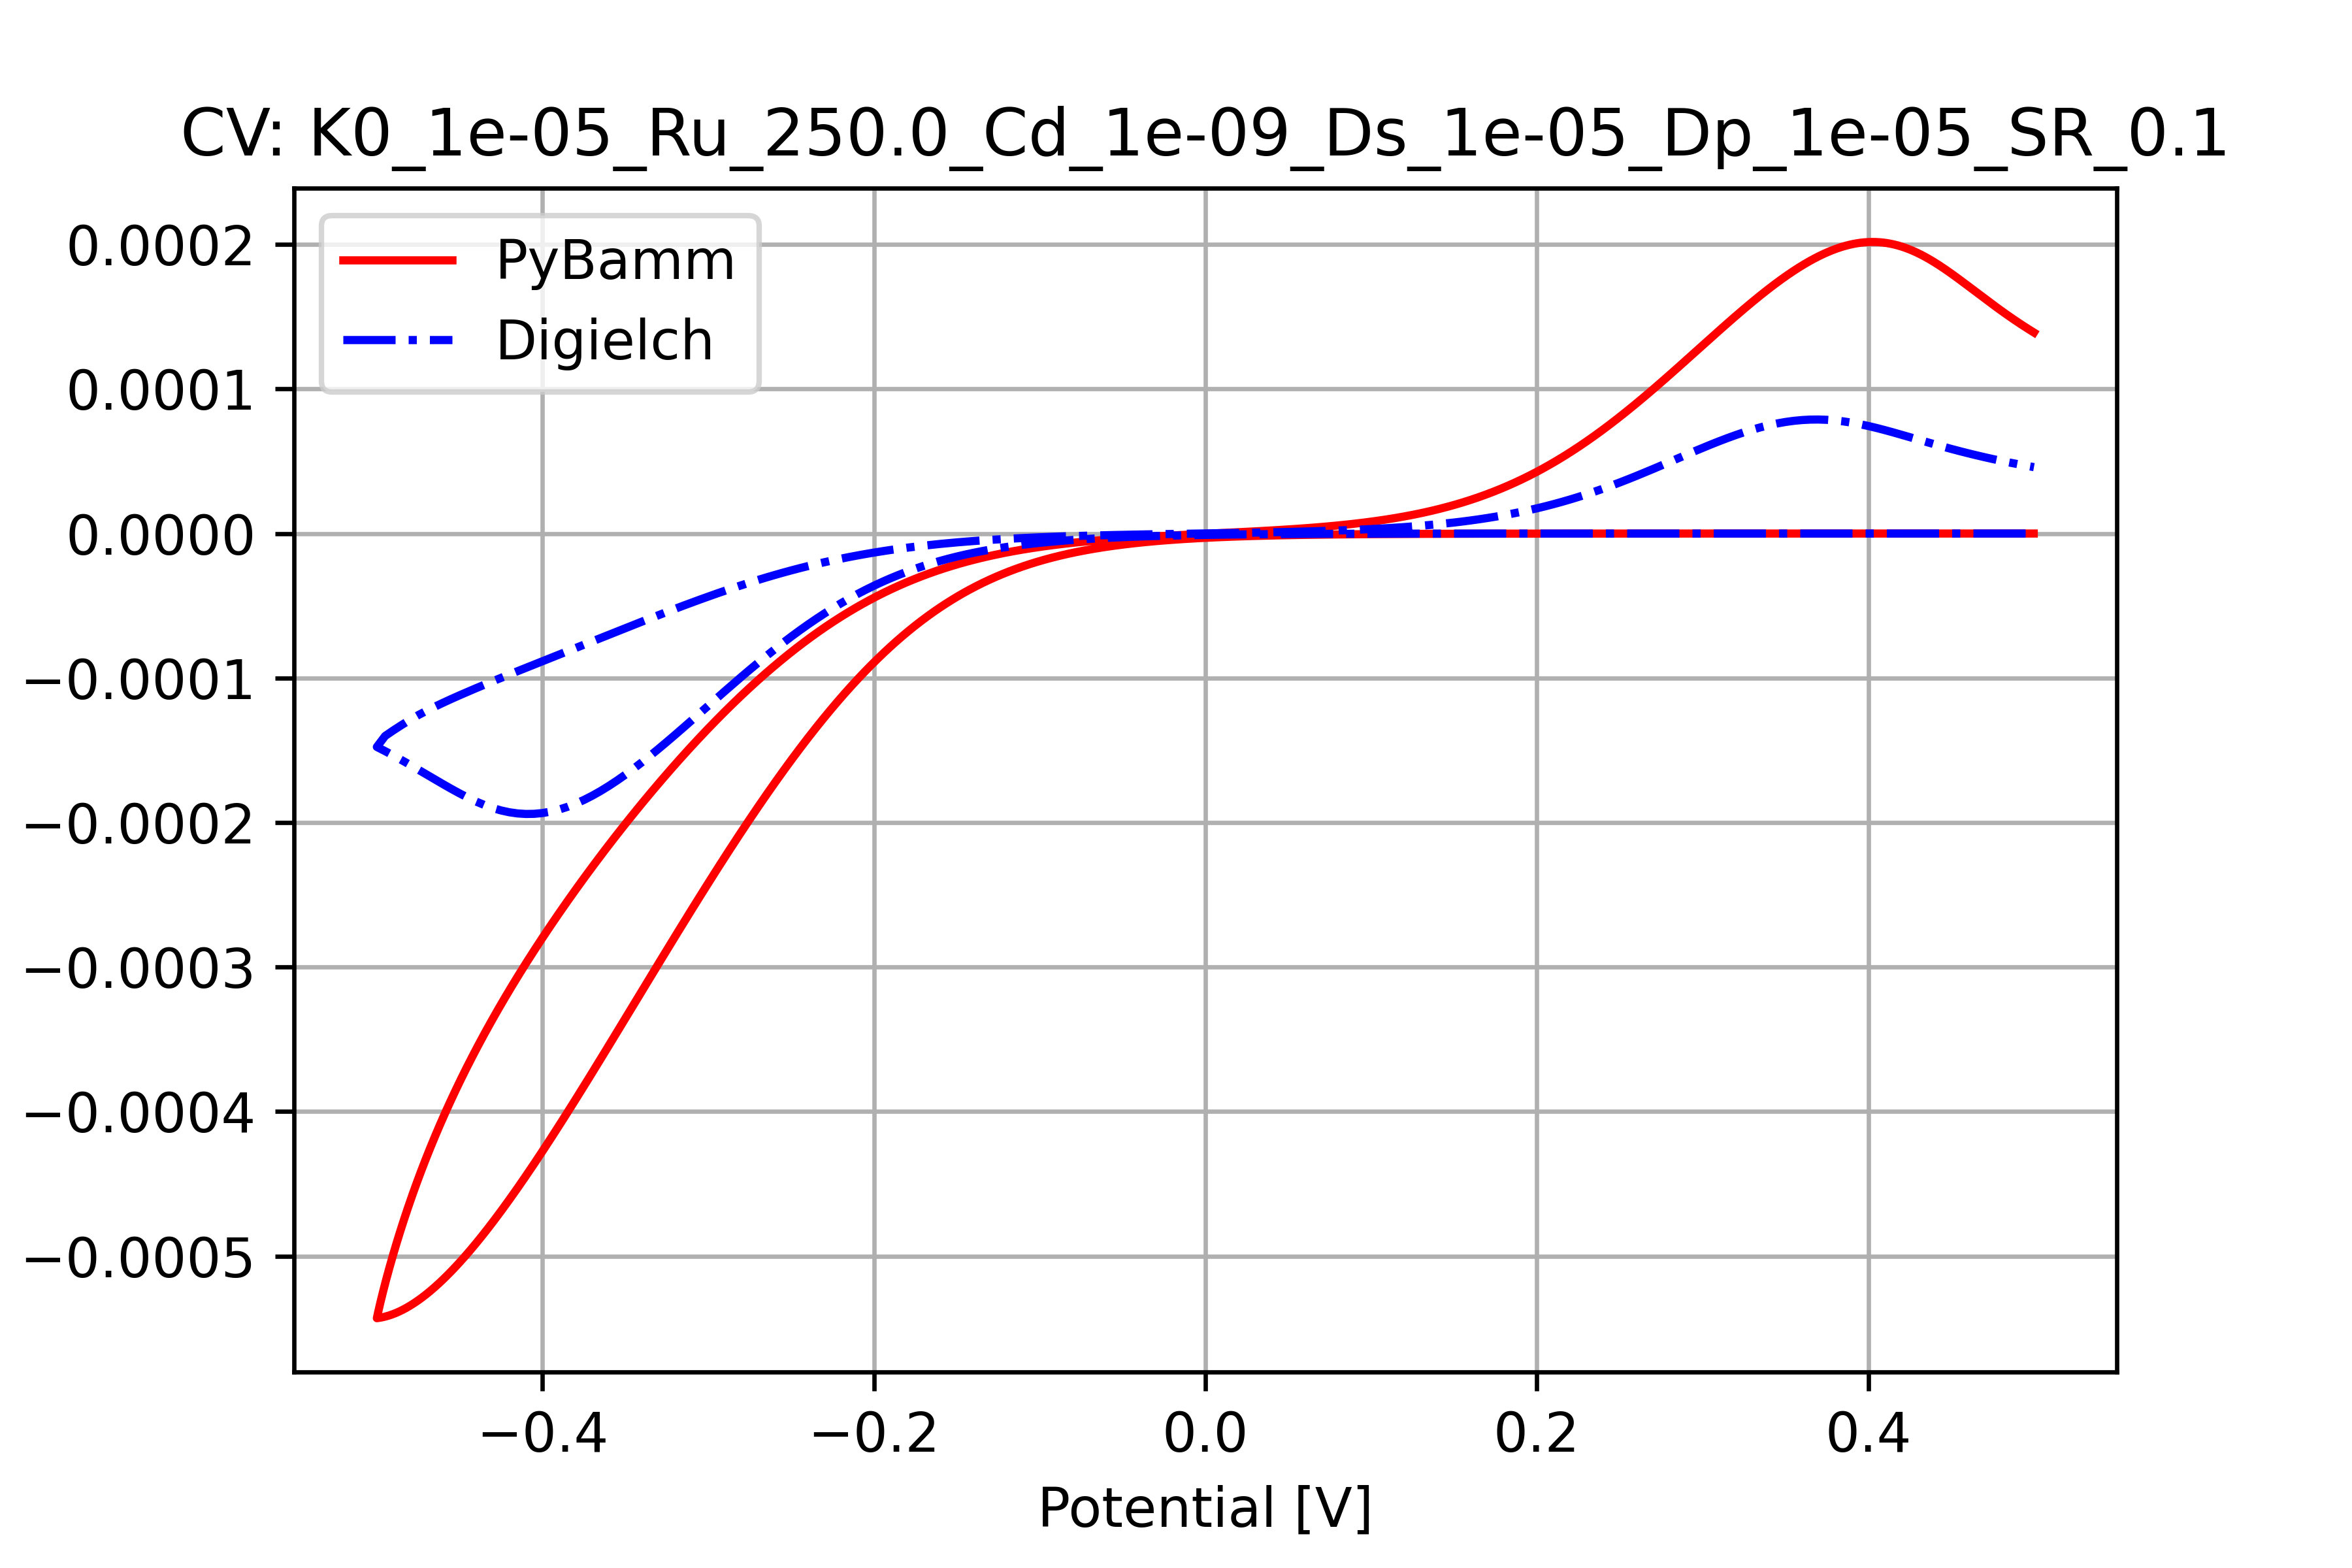 CV: K0_1e-05_Ru_250.0_Cd_1e-09_Ds_1e-05_Dp_1e-05_SR_0.1
PyBamm
Digielch
0.0002
0.0001
0.0000
−0.0001
−0.0002
−0.0003
−0.0004
−0.0005
−0.4 −0.2 0.0 0.2 0.4
Potential [V]